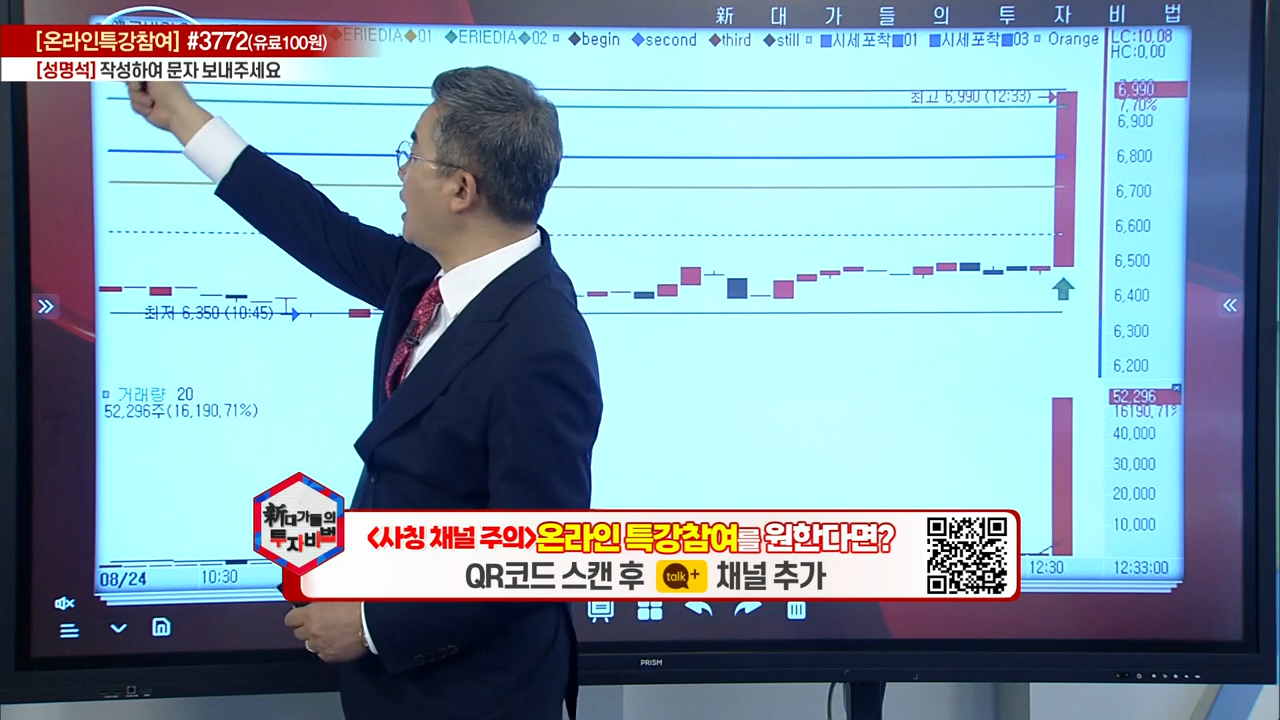 新 대 가 들 의 투 자 비 법
[온라인특강참여] #3772(유료100원)
[성명석] 작성하여 문자 보내주세요
ERIEDIA◆01 ◆ERIEDIA◆02 begin second third still 시세포착 01 시세포착 03 Orange
LC:10,08
HC:0,00
최고 6,990 (12:33)
6,990
7,70%
6,900
6,800
6,700
6,600
6,500
6,400
6,300
6,200
최저 6,350 (10:45)
거래량 20
52,296주(16,190,71%)
52,296
16190,71%
40,000
30,000
20,000
10,000
08/24 10:30 12:30 12:33:00
新대가들의
투자비법
<사칭 채널 주의>온라인 특강참여를 원한다면?
QR코드 스캔 후 talk+ 채널 추가
PRISM